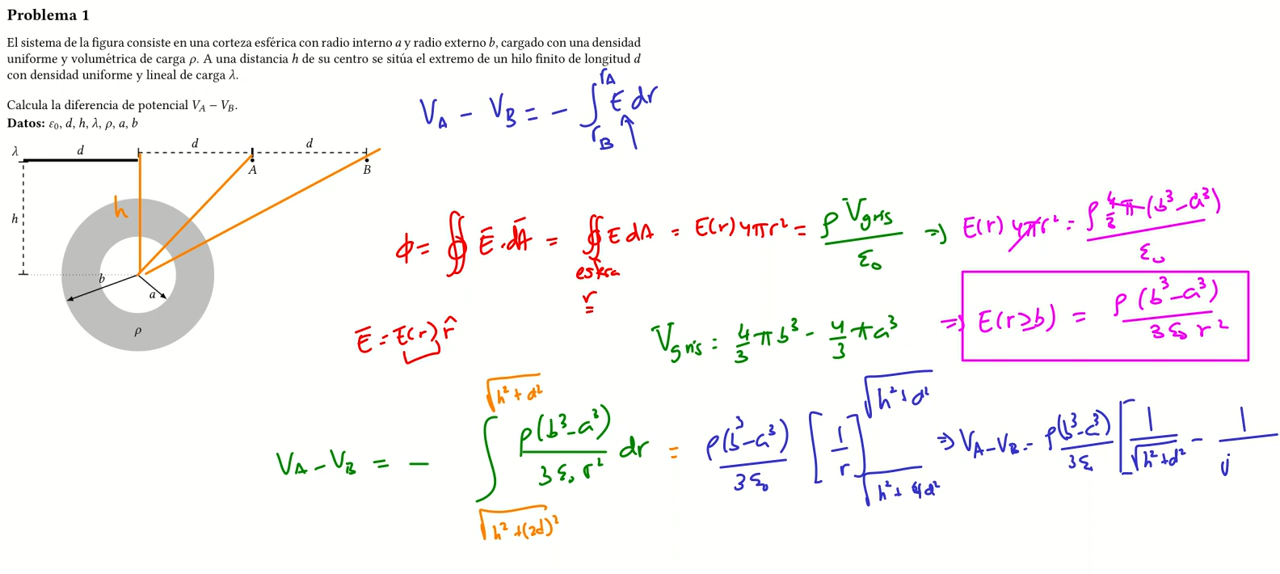 Problema 1
El sistema de la figura consiste en una corteza esférica con radio interno a y radio externo b, cargado con una densidad
uniforme y volumétrica de carga ρ. A una distancia h de su centro se sitúa el extremo de un hilo finito de longitud d
con densidad uniforme y lineal de carga λ.
Calcula la diferencia de potencial V_A − V_B.
Datos: ε₀, d, h, λ, ρ, a, b
V_A - V_B = - ∫_{r_B}^{r_A} E dr
λ d d d
A B
h h
b
a
ρ
Φ = ∯ Ē·dĀ = ∯ E dA = E(r) 4πr² = ρ V_gris / ε₀ ⇒ E(r) 4πr² = ρ 4/3 π (b³-a³) / ε₀
esfera
r
Ē = E(r) r̂
V_gris : 4/3 π b³ - 4/3 π a³
⇒ E(r≥b) = ρ(b³-a³) / 3ε₀ r²
V_A - V_B = - ∫_{√h²+(2d)²}^{√h²+d²} ρ(b³-a³) / 3ε₀ r² dr = ρ(b³-a³) / 3ε₀ [1/r]_{√h²+4d²}^{√h²+d²} ⇒ V_A-V_B = ρ(b³-a³) / 3ε₀ [1/√h²+d² - 1/